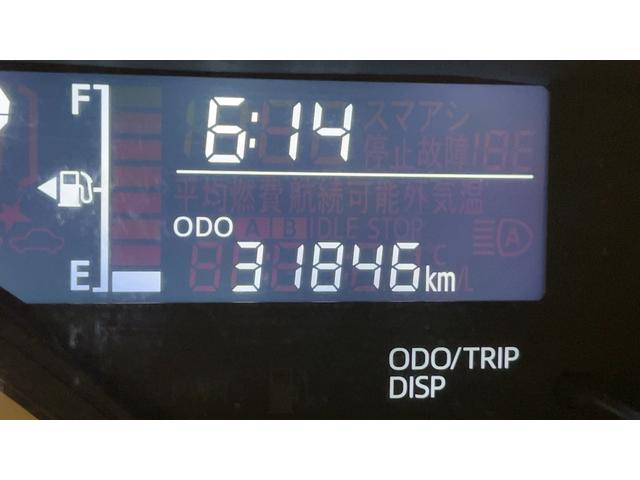 F
6:14
スマアシ
停止故障
平均燃費航続可能外気温
ODO
A B IDLE STOP
A
E
31846km
ODO/TRIP
DISP